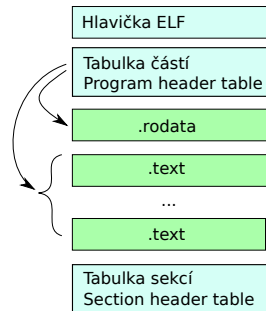 Hlavička ELF
Tabulka částí
Program header table
.rodata
.text
...
.text
Tabulka sekcí
Section header table